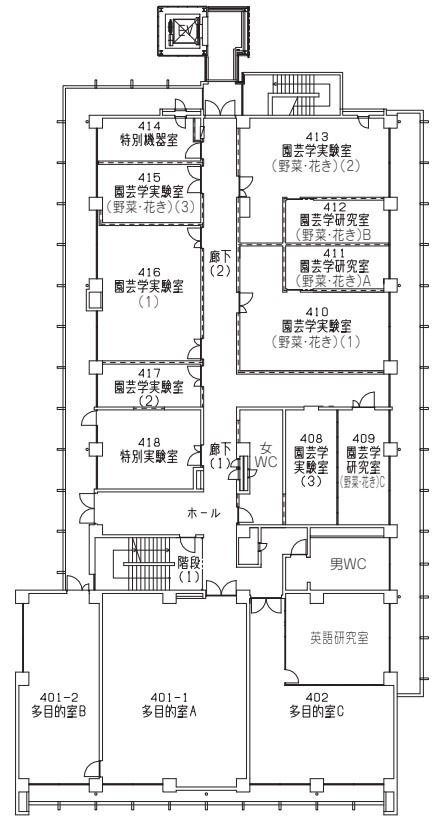 EV
414
特別機器室
415
園芸学実験室
(野菜・花き)(3)
416
園芸学実験室
(1)
417
園芸学実験室
(2)
418
特別実験室
廊下
(2)
413
園芸学実験室
(野菜・花き)(2)
412
園芸学研究室
(野菜・花き)B
411
園芸学研究室
(野菜・花き)A
410
園芸学実験室
(野菜・花き)(1)
廊下
(1)
女
WC
408
園芸学
実験室
(3)
409
園芸学
研究室
(野菜・花き)C
ホール
階段
(1)
男WC
英語研究室
401-2
多目的室B
401-1
多目的室A
402
多目的室C